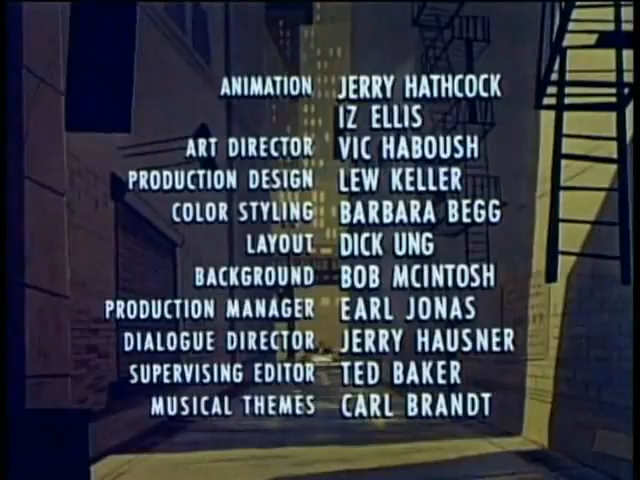 ANIMATION JERRY HATHCOCK
IZ ELLIS
ART DIRECTOR VIC HABOUSH
PRODUCTION DESIGN LEW KELLER
COLOR STYLING BARBARA BEGG
LAYOUT DICK UNG
BACKGROUND BOB MCINTOSH
PRODUCTION MANAGER EARL JONAS
DIALOGUE DIRECTOR JERRY HAUSNER
SUPERVISING EDITOR TED BAKER
MUSICAL THEMES CARL BRANDT